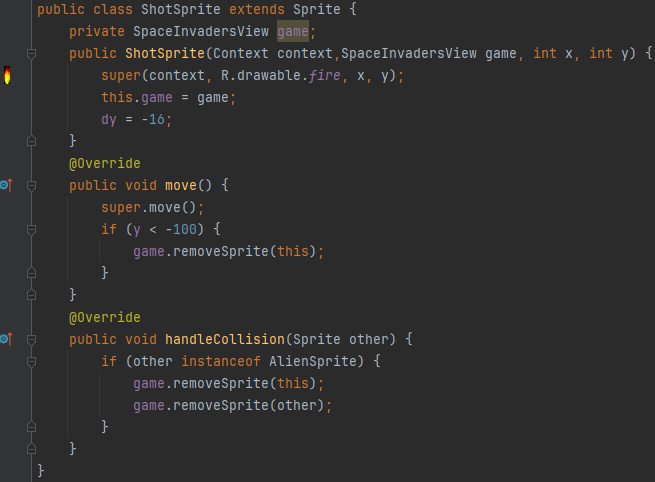 public class ShotSprite extends Sprite {
    private SpaceInvadersView game;
    public ShotSprite(Context context,SpaceInvadersView game, int x, int y) {
        super(context, R.drawable.fire, x, y);
        this.game = game;
        dy = -16;
    }
    @Override
    public void move() {
        super.move();
        if (y < -100) {
            game.removeSprite(this);
        }
    }
    @Override
    public void handleCollision(Sprite other) {
        if (other instanceof AlienSprite) {
            game.removeSprite(this);
            game.removeSprite(other);
        }
    }
}